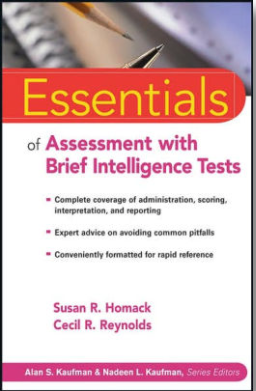 Essentials
of Assessment with
Brief Intelligence Tests
▪ Complete coverage of administration, scoring,
interpretation, and reporting
▪ Expert advice on avoiding common pitfalls
▪ Conveniently formatted for rapid reference
Susan R. Homack
Cecil R. Reynolds
Alan S. Kaufman & Nadeen L. Kaufman, Series Editors